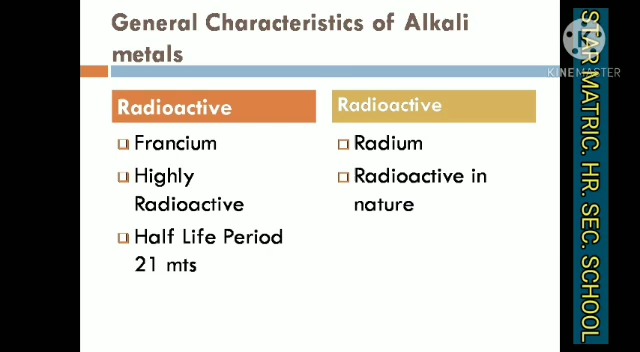 General Characteristics of Alkali
metals
Radioactive
Francium
Highly
Radioactive
Half Life Period
21 mts
Radioactive
Radium
Radioactive in
nature
KINEMASTER
STAR MATRIC. HR. SEC. SCHOOL